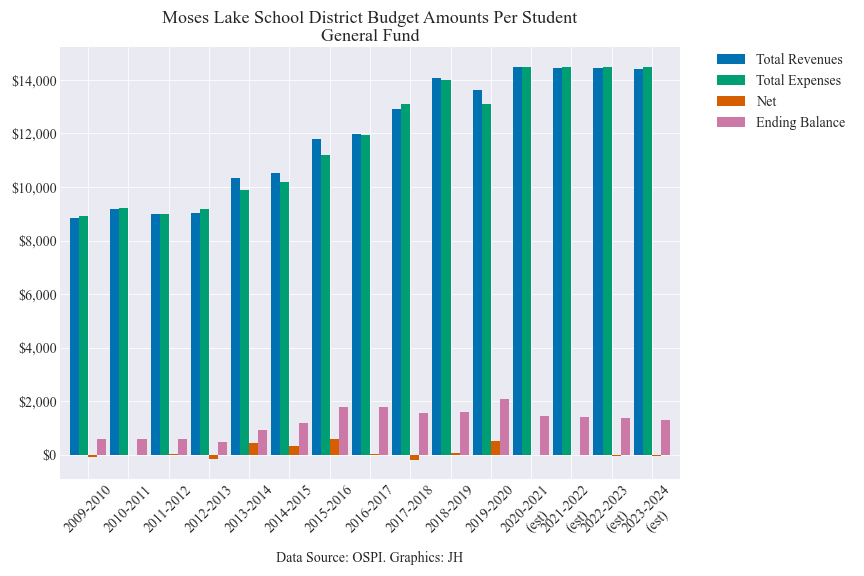 Moses Lake School District Budget Amounts Per Student
General Fund
Total Revenues
Total Expenses
Net
Ending Balance
$14,000
$12,000
$10,000
$8,000
$6,000
$4,000
$2,000
$0
2009-2010
2010-2011
2011-2012
2012-2013
2013-2014
2014-2015
2015-2016
2016-2017
2017-2018
2018-2019
2019-2020
2020-2021
(est)
2021-2022
(est)
2022-2023
(est)
2023-2024
(est)
Data Source: OSPI. Graphics: JH